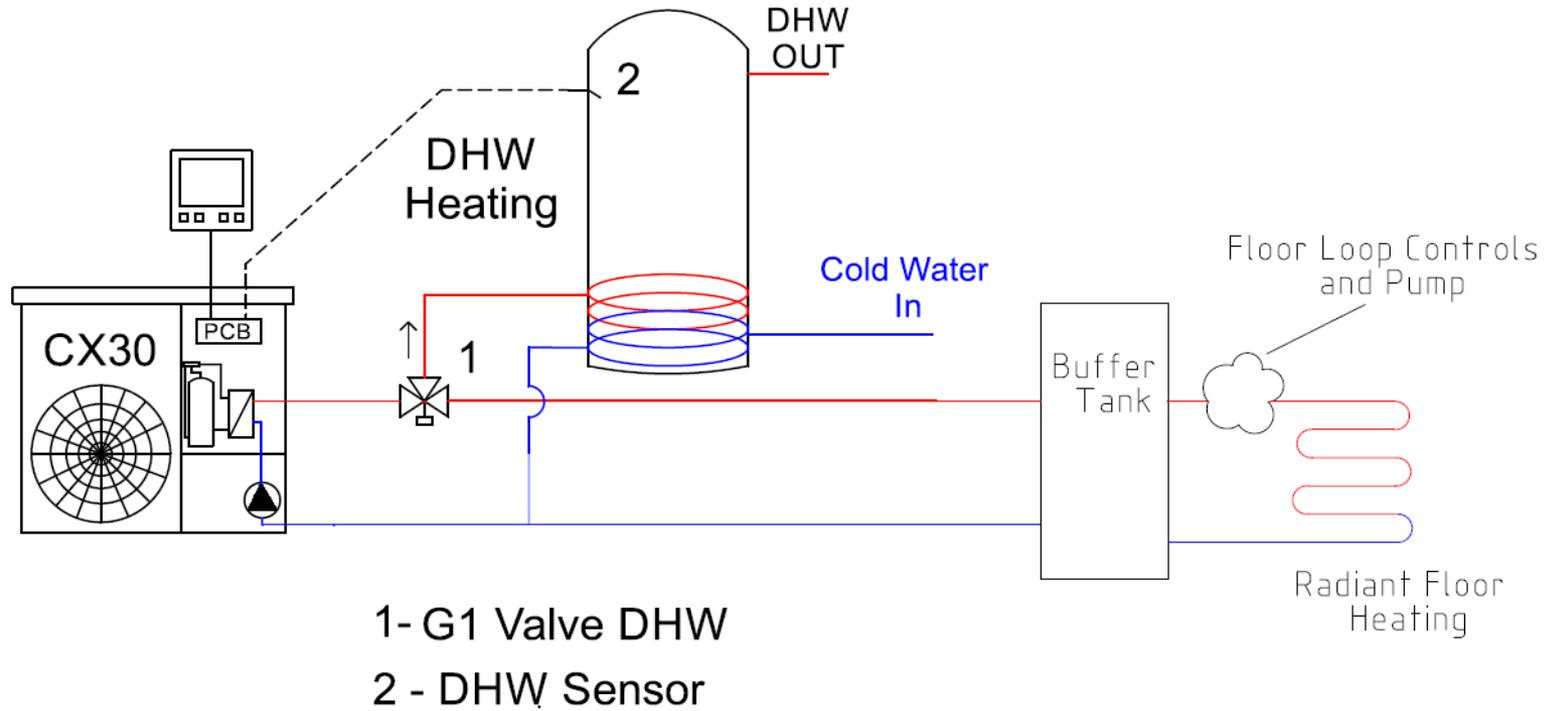 DHW
OUT
2
DHW
Heating
Cold Water
In
Floor Loop Controls
and Pump
PCB
CX30
1
Buffer
Tank
Radiant Floor
Heating
1- G1 Valve DHW
2 - DHW Sensor